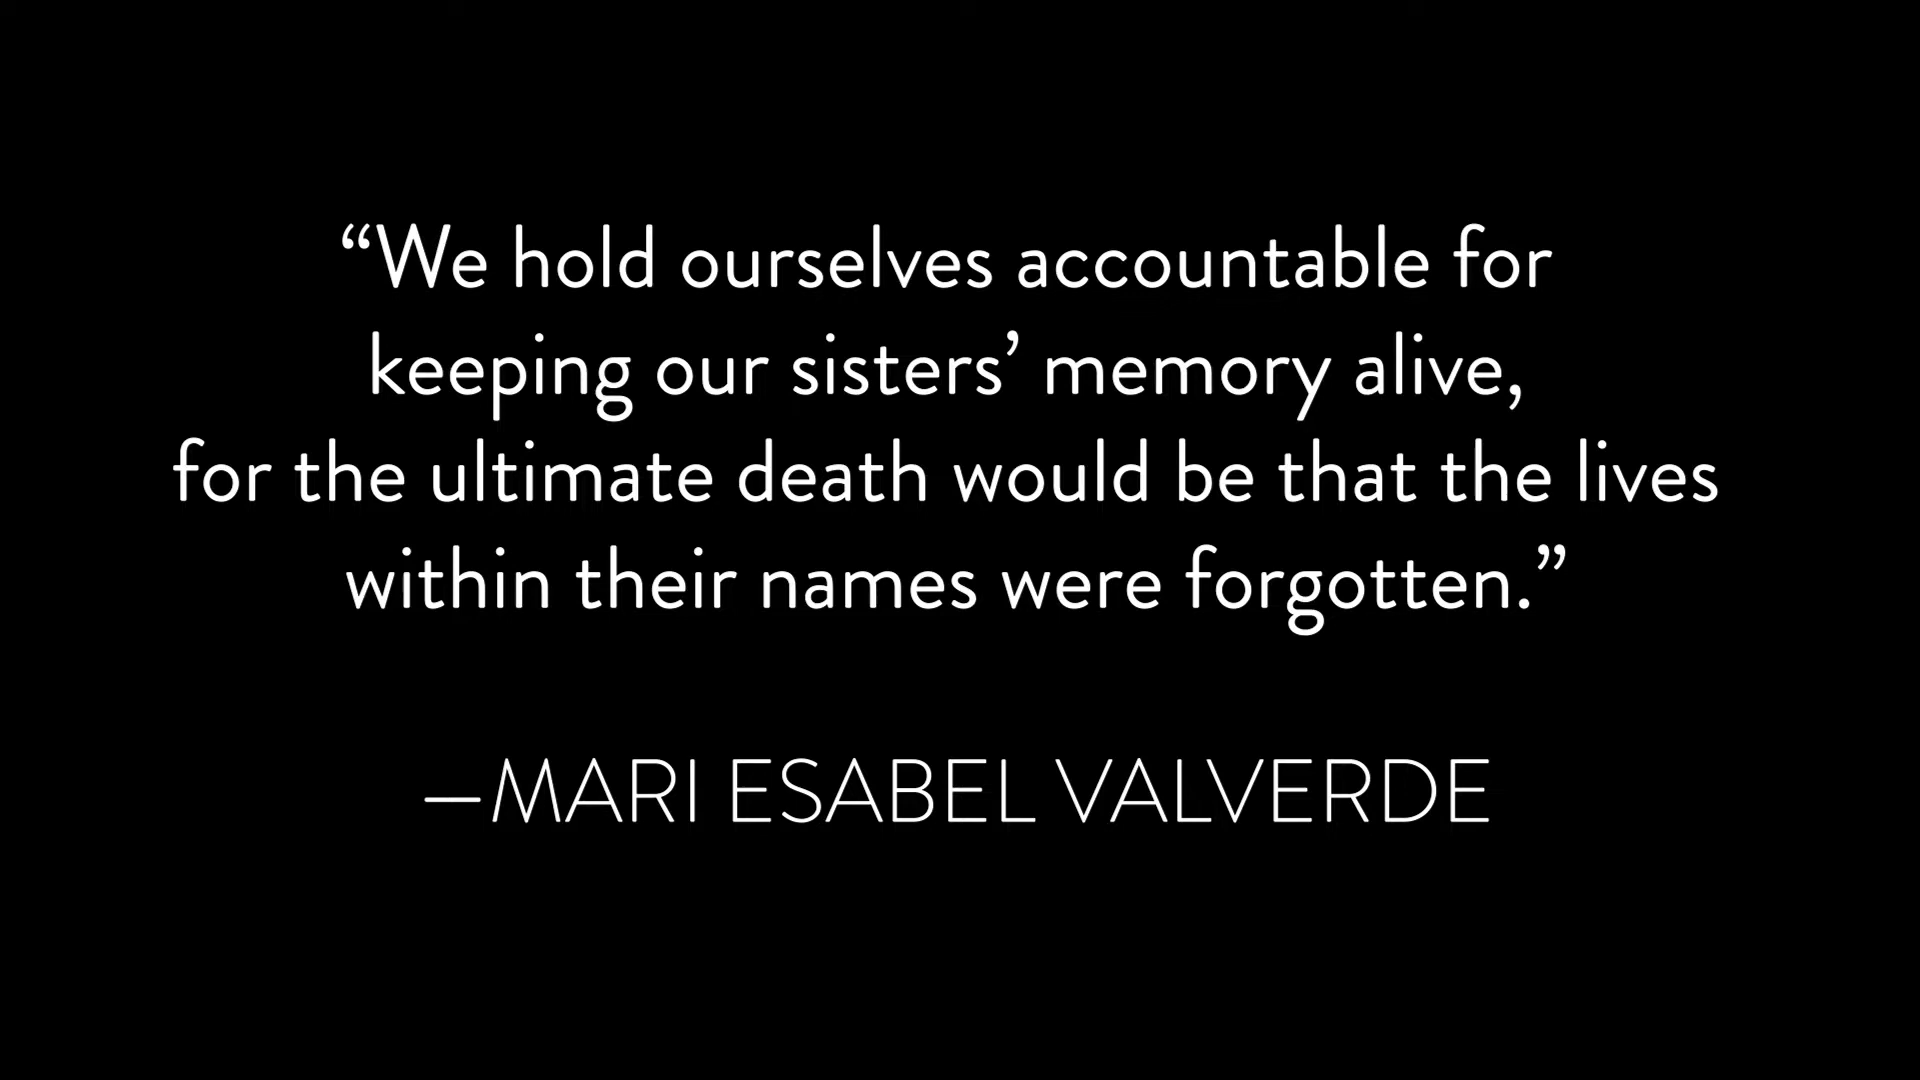 “We hold ourselves accountable for
keeping our sisters’ memory alive,
for the ultimate death would be that the lives
within their names were forgotten.”
—MARI ESABEL VALVERDE